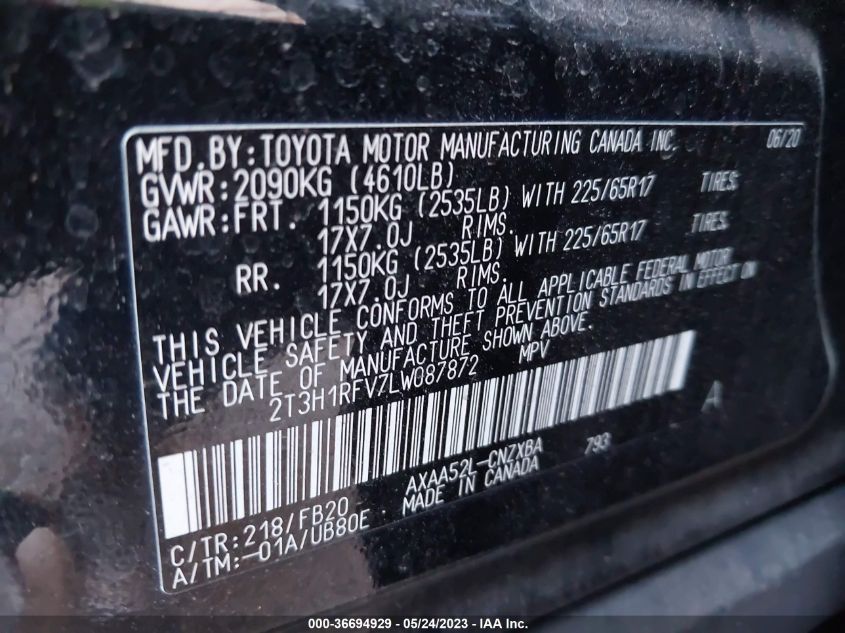 MFD.BY:TOYOTA MOTOR MANUFACTURING CANADA INC. 06/20
GVWR:2090KG (4610LB)
GAWR:FRT. 1150KG (2535LB) WITH 225/65R17 TIRES,
17X7.0J RIMS.
RR. 1150KG (2535LB) WITH 225/65R17 TIRES,
17X7.0J RIMS.
THIS VEHICLE CONFORMS TO ALL APPLICABLE FEDERAL MOTOR
VEHICLE SAFETY AND THEFT PREVENTION STANDARDS IN EFFECT ON
THE DATE OF MANUFACTURE SHOWN ABOVE.
2T3H1RFV7LW087872 MPV
A
AXAA52L-CNZXBA 793
MADE IN CANADA
C/TR:218/FB20
A/TM:-01A/UB80E
000-36694929 - 05/24/2023 - IAA Inc.